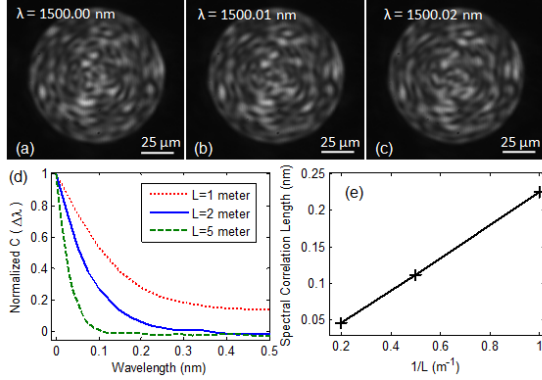 λ = 1500.00 nm
λ = 1500.01 nm
λ = 1500.02 nm
(a)
25 μm
(b)
25 μm
(c)
25 μm
(d)
Normalized C ( Δλ )
1
0.8
0.6
0.4
0.2
0
L=1 meter
L=2 meter
L=5 meter
0
0.1
0.2
0.3
0.4
0.5
Wavelength (nm)
(e)
Spectral Correlation Length (nm)
0.25
0.2
0.15
0.1
0.05
0.2
0.4
0.6
0.8
1
1/L (m⁻¹)